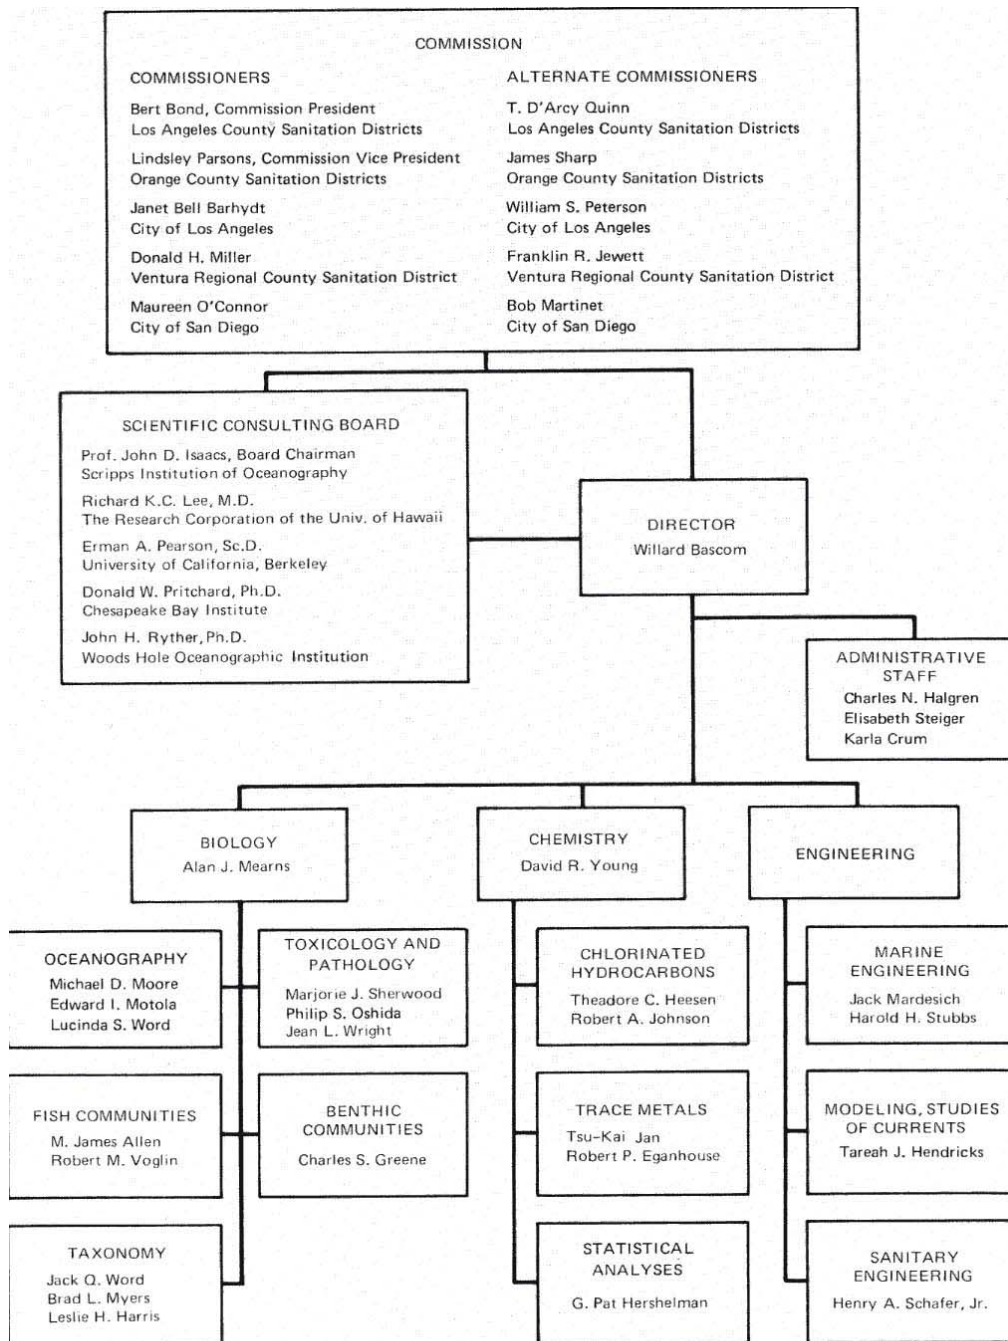 COMMISSION
COMMISSIONERS
Bert Bond, Commission President
Los Angeles County Sanitation Districts
Lindsley Parsons, Commission Vice President
Orange County Sanitation Districts
Janet Bell Barhydt
City of Los Angeles
Donald H. Miller
Ventura Regional County Sanitation District
Maureen O'Connor
City of San Diego
ALTERNATE COMMISSIONERS
T. D'Arcy Quinn
Los Angeles County Sanitation Districts
James Sharp
Orange County Sanitation Districts
William S. Peterson
City of Los Angeles
Franklin R. Jewett
Ventura Regional County Sanitation District
Bob Martinet
City of San Diego
SCIENTIFIC CONSULTING BOARD
Prof. John D. Isaacs, Board Chairman
Scripps Institution of Oceanography
Richard K.C. Lee, M.D.
The Research Corporation of the Univ. of Hawaii
Erman A. Pearson, Sc.D.
University of California, Berkeley
Donald W. Pritchard, Ph.D.
Chesapeake Bay Institute
John H. Ryther, Ph.D.
Woods Hole Oceanographic Institution
DIRECTOR
Willard Bascom
ADMINISTRATIVE
STAFF
Charles N. Halgren
Elisabeth Steiger
Karla Crum
BIOLOGY
Alan J. Mearns
CHEMISTRY
David R. Young
ENGINEERING
OCEANOGRAPHY
Michael D. Moore
Edward I. Motola
Lucinda S. Word
TOXICOLOGY AND
PATHOLOGY
Marjorie J. Sherwood
Philip S. Oshida
Jean L. Wright
CHLORINATED
HYDROCARBONS
Theadore C. Heesen
Robert A. Johnson
MARINE
ENGINEERING
Jack Mardesich
Harold H. Stubbs
FISH COMMUNITIES
M. James Allen
Robert M. Voglin
BENTHIC
COMMUNITIES
Charles S. Greene
TRACE METALS
Tsu-Kai Jan
Robert P. Eganhouse
MODELING, STUDIES
OF CURRENTS
Tareah J. Hendricks
TAXONOMY
Jack Q. Word
Brad L. Myers
Leslie H. Harris
STATISTICAL
ANALYSES
G. Pat Hershelman
SANITARY
ENGINEERING
Henry A. Schafer, Jr.